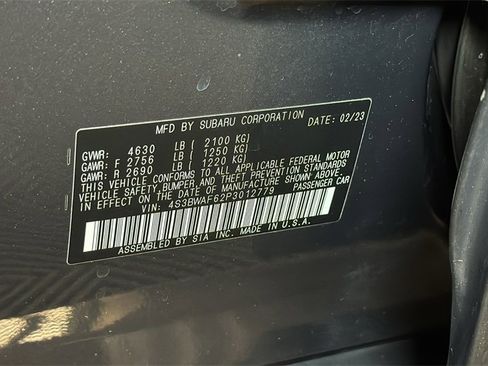 MFD BY SUBARU CORPORATION DATE: 02/23
GVWR: 4630 LB ( 2100 KG)
GAWR: F 2756 LB ( 1250 KG)
GAWR: R 2690 LB ( 1220 KG)
THIS VEHICLE CONFORMS TO ALL APPLICABLE FEDERAL MOTOR
VEHICLE SAFETY, BUMPER AND THEFT PREVENTION STANDARDS
IN EFFECT ON THE DATE OF MANUFACTURE SHOWN ABOVE.
VIN: 4S3BWAF62P3012779 PASSENGER CAR
ASSEMBLED BY SIA INC. MADE IN U.S.A.